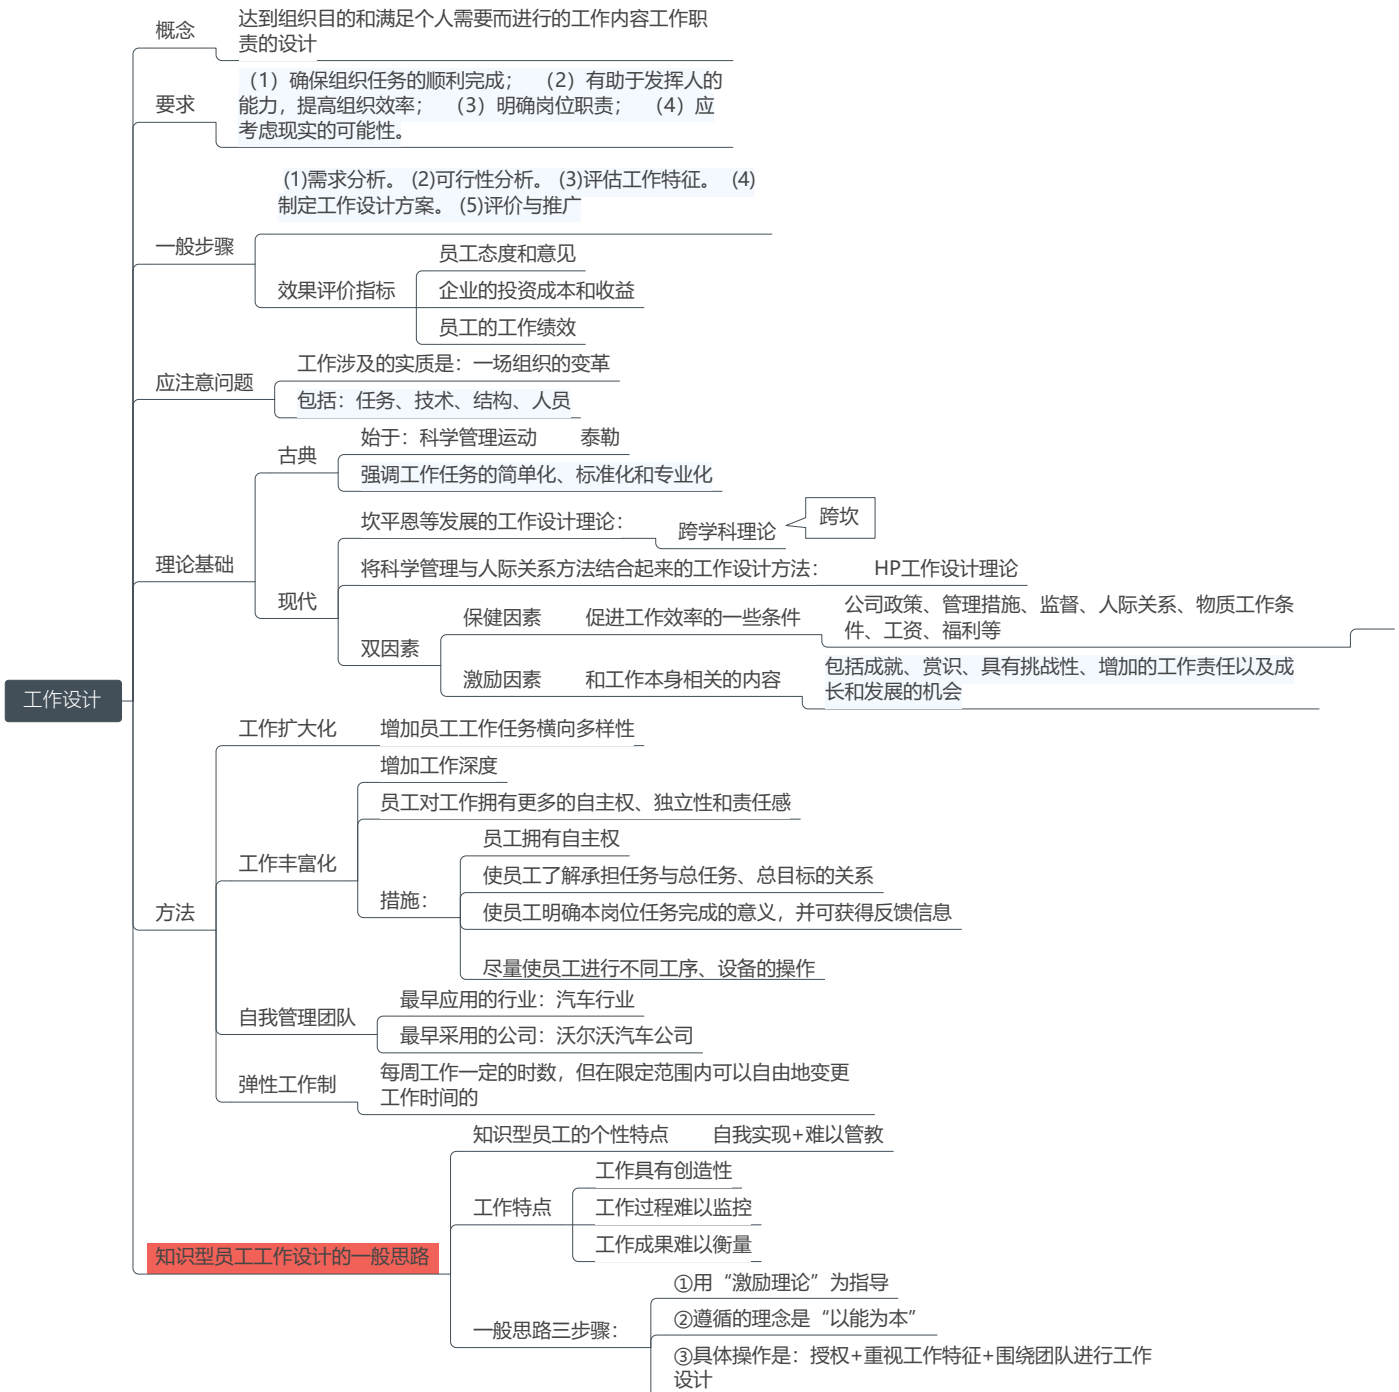 概念
达到组织目的和满足个人需要而进行的工作内容工作职
责的设计
要求
（1）确保组织任务的顺利完成； （2）有助于发挥人的
能力，提高组织效率； （3）明确岗位职责； （4）应
考虑现实的可能性。
一般步骤
(1)需求分析。 (2)可行性分析。 (3)评估工作特征。 (4)
制定工作设计方案。 (5)评价与推广
效果评价指标
员工态度和意见
企业的投资成本和收益
员工的工作绩效
应注意问题
工作涉及的实质是：一场组织的变革
包括：任务、技术、结构、人员
理论基础
古典
始于：科学管理运动 泰勒
强调工作任务的简单化、标准化和专业化
现代
坎平恩等发展的工作设计理论：
跨学科理论
跨坎
将科学管理与人际关系方法结合起来的工作设计方法： HP工作设计理论
双因素
保健因素 促进工作效率的一些条件
公司政策、管理措施、监督、人际关系、物质工作条
件、工资、福利等
激励因素 和工作本身相关的内容
包括成就、赏识、具有挑战性、增加的工作责任以及成
长和发展的机会
工作设计
方法
工作扩大化 增加员工工作任务横向多样性
工作丰富化
增加工作深度
员工对工作拥有更多的自主权、独立性和责任感
措施：
员工拥有自主权
使员工了解承担任务与总任务、总目标的关系
使员工明确本岗位任务完成的意义，并可获得反馈信息
尽量使员工进行不同工序、设备的操作
自我管理团队
最早应用的行业：汽车行业
最早采用的公司：沃尔沃汽车公司
弹性工作制
每周工作一定的时数，但在限定范围内可以自由地变更
工作时间的
知识型员工工作设计的一般思路
知识型员工的个性特点 自我实现+难以管教
工作特点
工作具有创造性
工作过程难以监控
工作成果难以衡量
一般思路三步骤：
①用“激励理论”为指导
②遵循的理念是“以能为本”
③具体操作是：授权+重视工作特征+围绕团队进行工作
设计